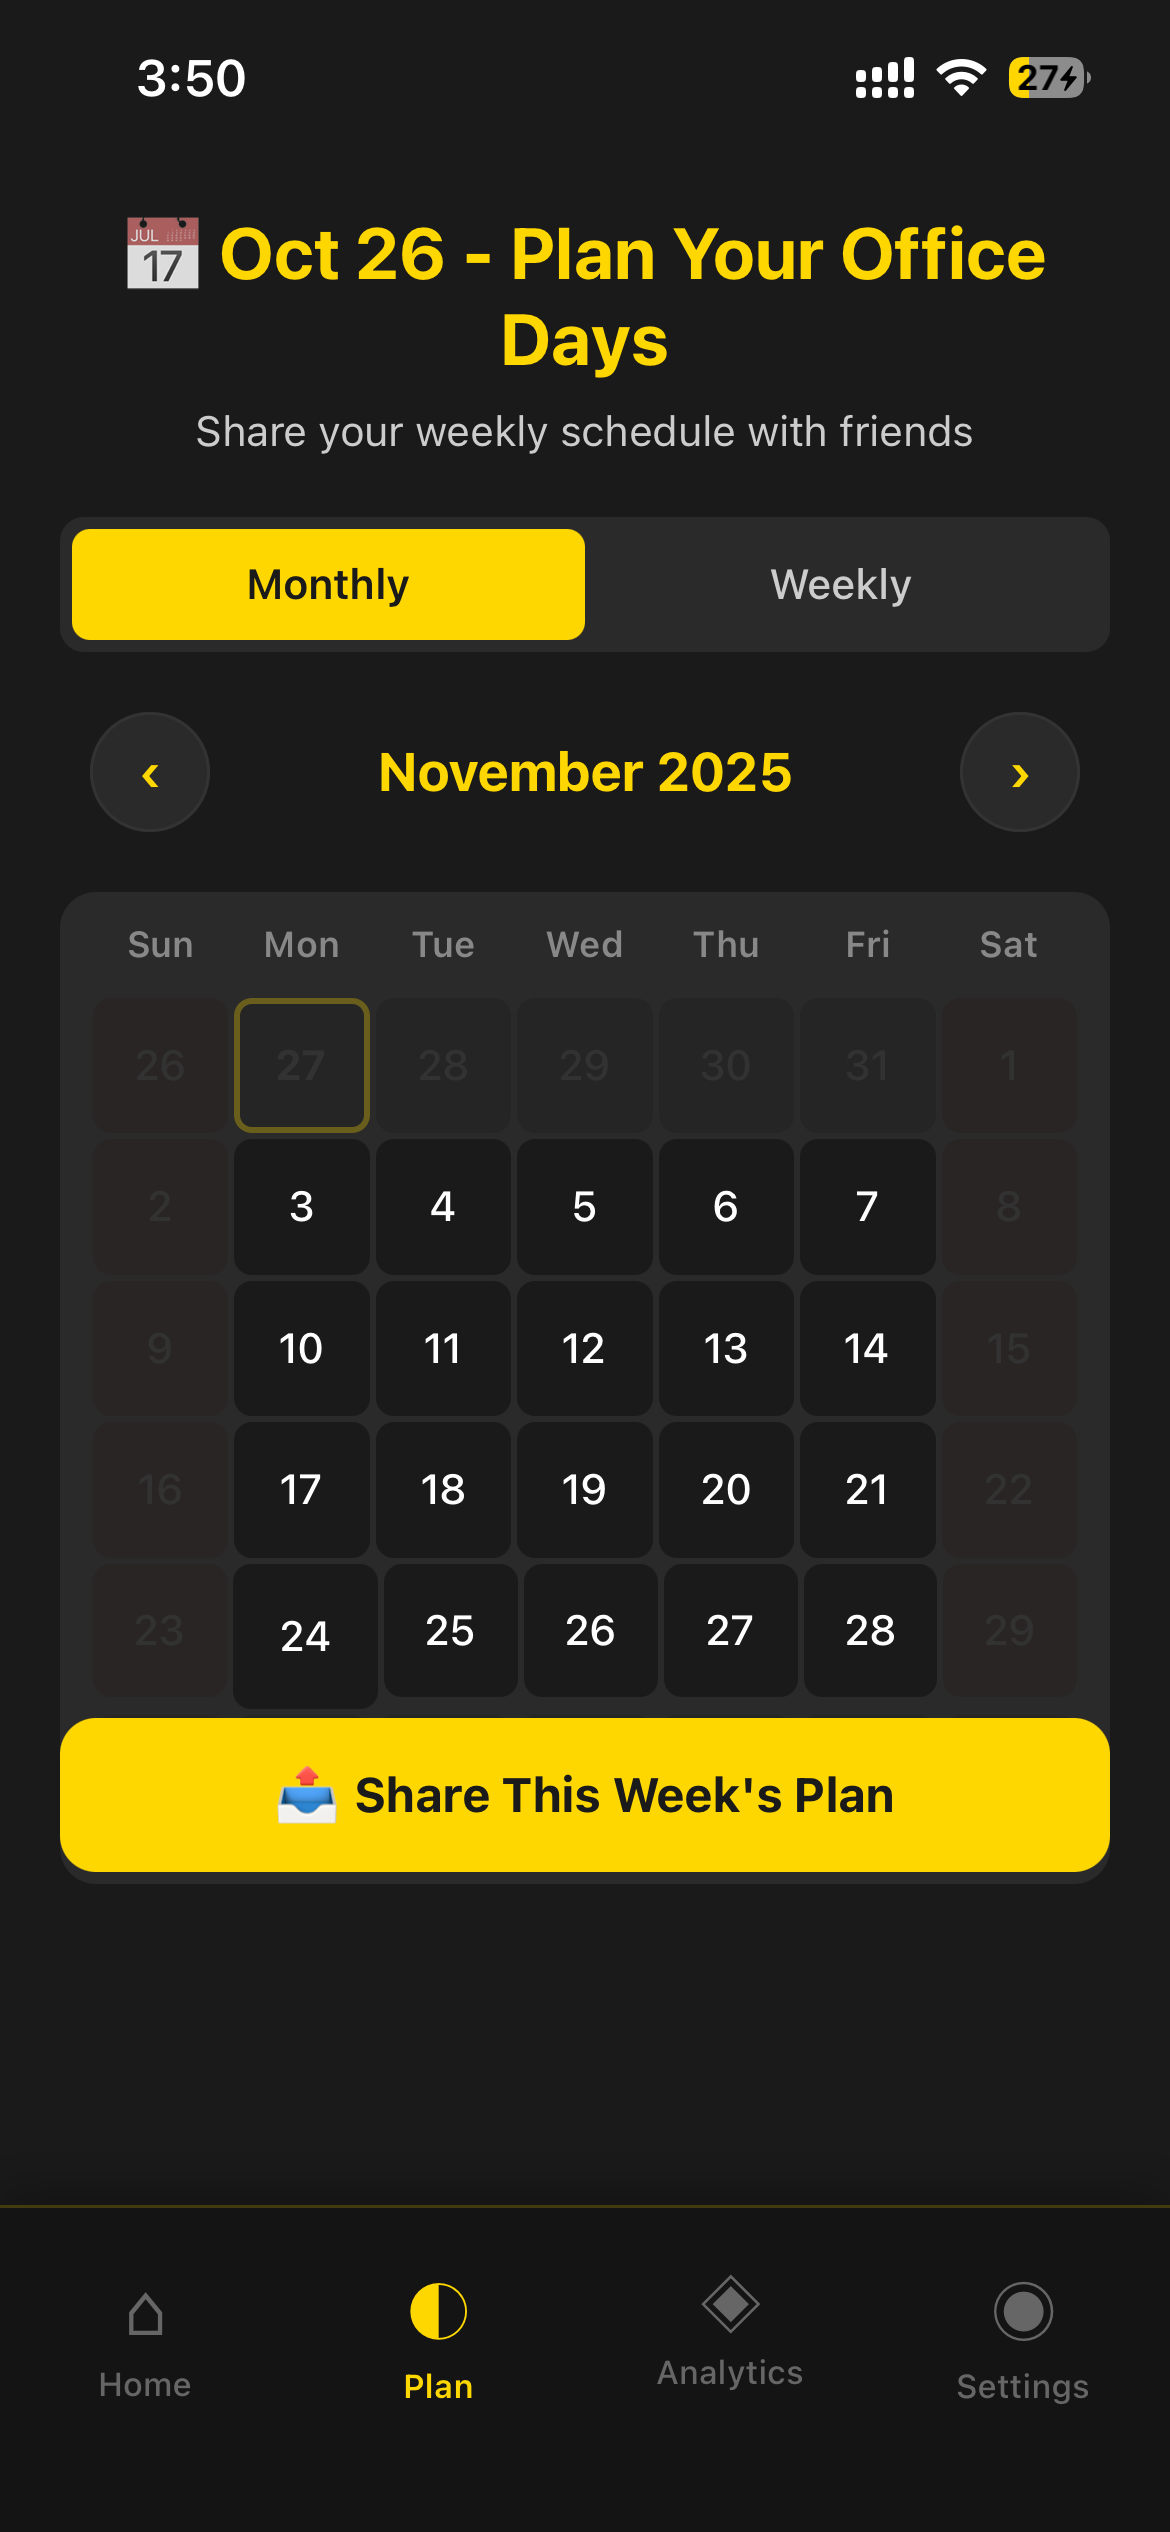 3:50
27
JUL
17
Oct 26 - Plan Your Office
Days
Share your weekly schedule with friends
Monthly Weekly
‹ November 2025 ›
Sun Mon Tue Wed Thu Fri Sat
26 27 28 29 30 31 1
2 3 4 5 6 7 8
9 10 11 12 13 14 15
16 17 18 19 20 21 22
23 24 25 26 27 28 29
Share This Week's Plan
Home Plan Analytics Settings